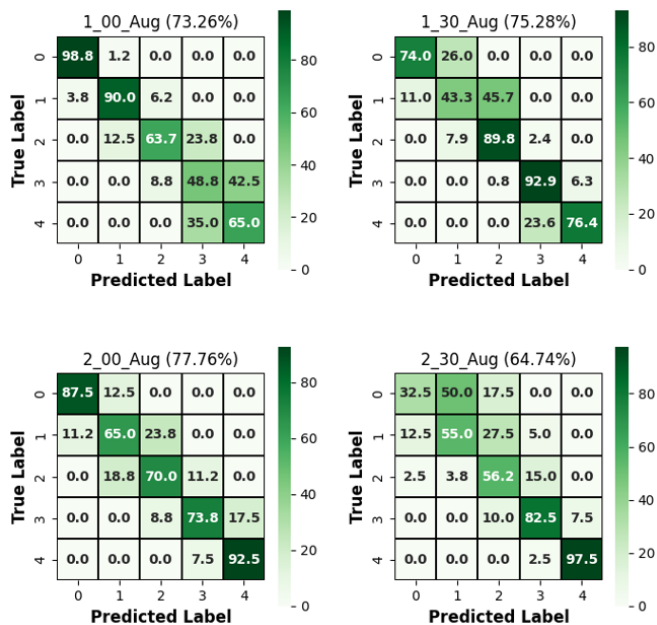 1_00_Aug (73.26%)
0 98.8 1.2 0.0 0.0 0.0
1 3.8 90.0 6.2 0.0 0.0
2 0.0 12.5 63.7 23.8 0.0
3 0.0 0.0 8.8 48.8 42.5
4 0.0 0.0 0.0 35.0 65.0
0 1 2 3 4
True Label
Predicted Label
80
60
40
20
0
1_30_Aug (75.28%)
0 74.0 26.0 0.0 0.0 0.0
1 11.0 43.3 45.7 0.0 0.0
2 0.0 7.9 89.8 2.4 0.0
3 0.0 0.0 0.8 92.9 6.3
4 0.0 0.0 0.0 23.6 76.4
0 1 2 3 4
True Label
Predicted Label
80
60
40
20
0
2_00_Aug (77.76%)
0 87.5 12.5 0.0 0.0 0.0
1 11.2 65.0 23.8 0.0 0.0
2 0.0 18.8 70.0 11.2 0.0
3 0.0 0.0 8.8 73.8 17.5
4 0.0 0.0 0.0 7.5 92.5
0 1 2 3 4
True Label
Predicted Label
80
60
40
20
0
2_30_Aug (64.74%)
0 32.5 50.0 17.5 0.0 0.0
1 12.5 55.0 27.5 5.0 0.0
2 2.5 3.8 56.2 15.0 0.0
3 0.0 0.0 10.0 82.5 7.5
4 0.0 0.0 0.0 2.5 97.5
0 1 2 3 4
True Label
Predicted Label
80
60
40
20
0